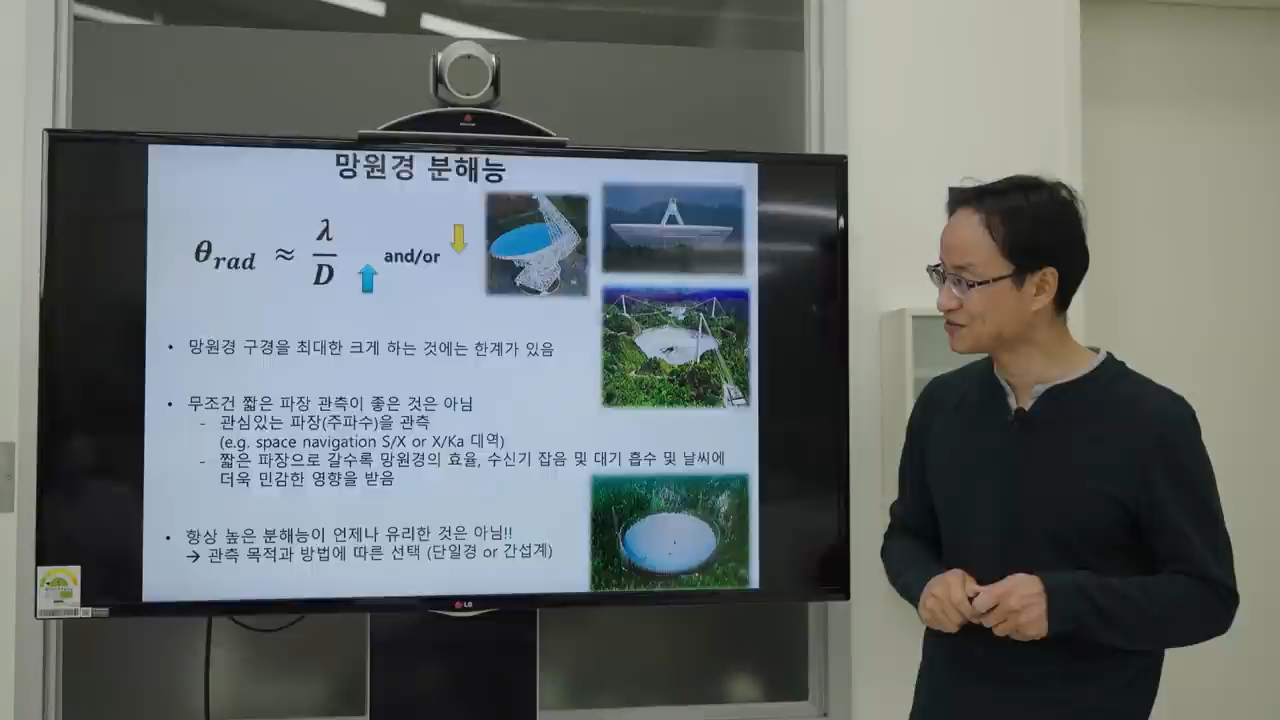 망원경 분해능
θrad ≈ λ/D and/or
• 망원경 구경을 최대한 크게 하는 것에는 한계가 있음
• 무조건 짧은 파장 관측이 좋은 것은 아님
- 관심있는 파장(주파수)을 관측
(e.g. space navigation S/X or X/Ka 대역)
- 짧은 파장으로 갈수록 망원경의 효율, 수신기 잡음 및 대기 흡수 및 날씨에
더욱 민감한 영향을 받음
• 항상 높은 분해능이 언제나 유리한 것은 아님!!
→ 관측 목적과 방법에 따른 선택 (단일경 or 간섭계)
LG